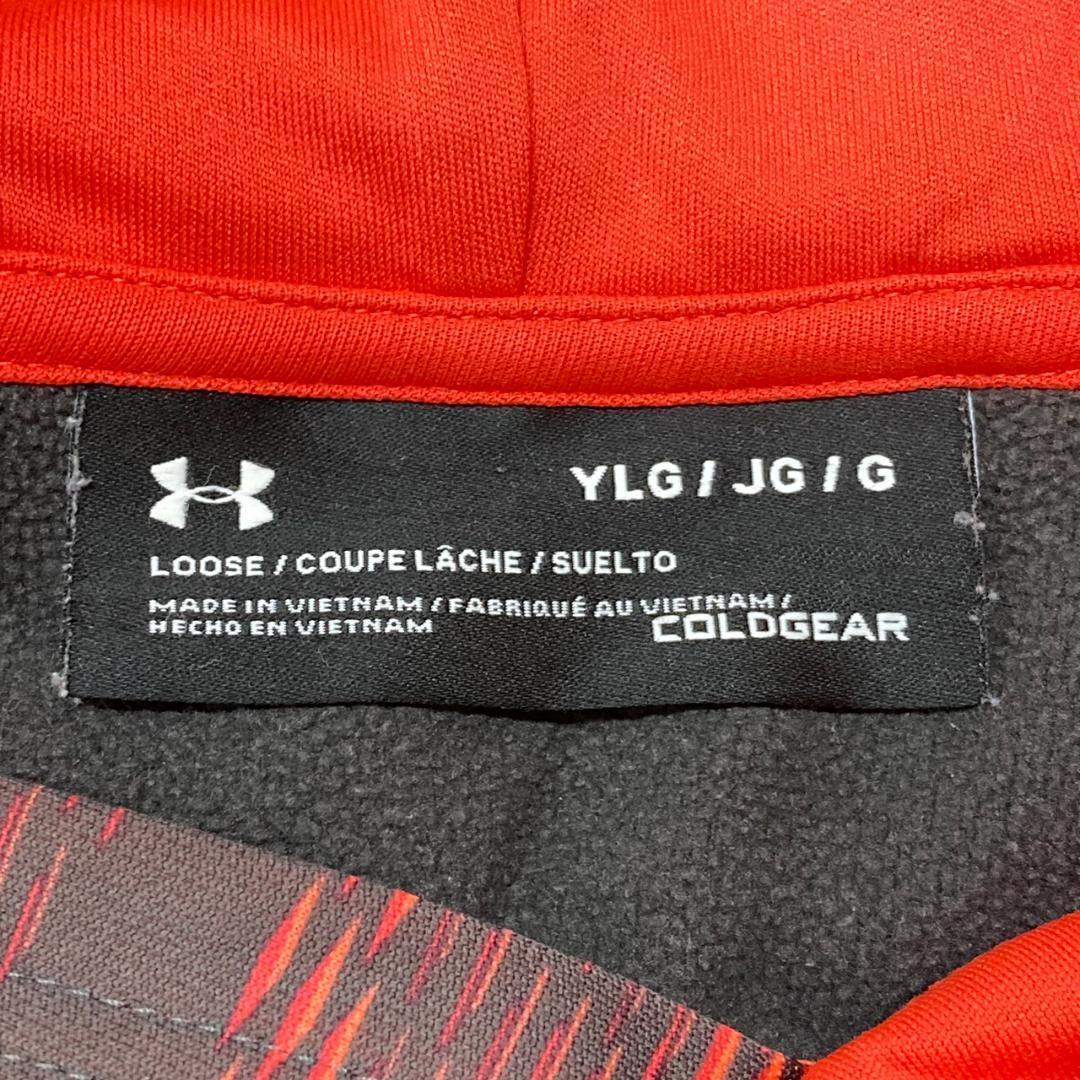 YLG / JG / G
LOOSE / COUPE LÂCHE / SUELTO
MADE IN VIETNAM / FABRIQUÉ AU VIETNAM /
HECHO EN VIETNAM
COLDGEAR